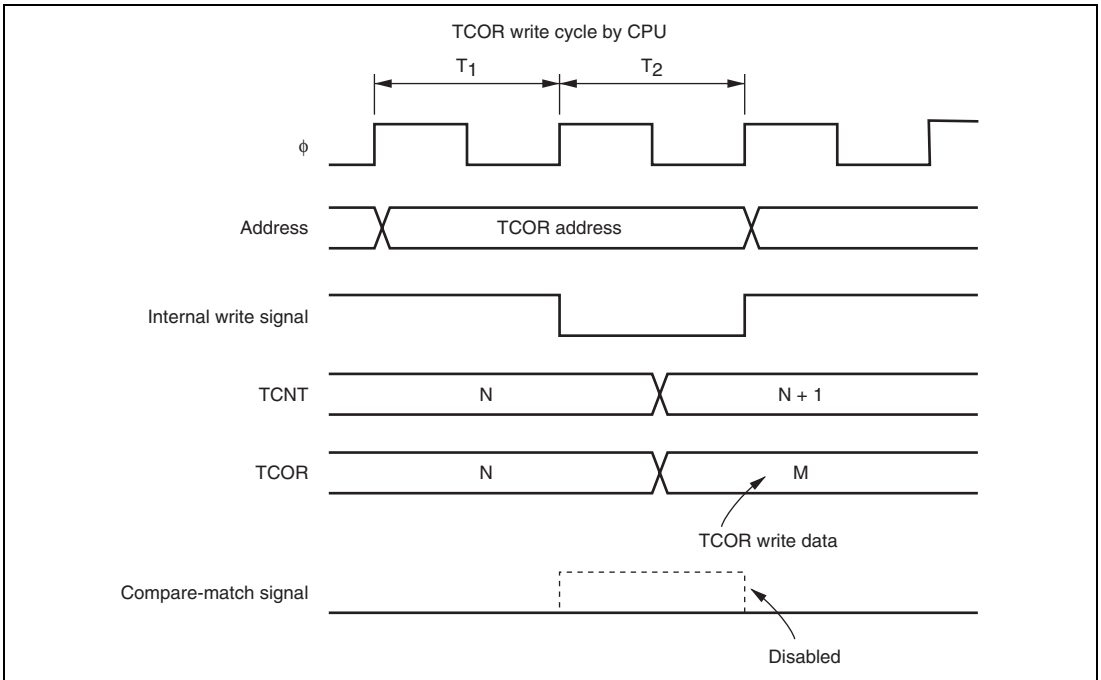 TCOR write cycle by CPU
T1 T2
ϕ
Address TCOR address
Internal write signal
TCNT N N + 1
TCOR N M
TCOR write data
Compare-match signal
Disabled